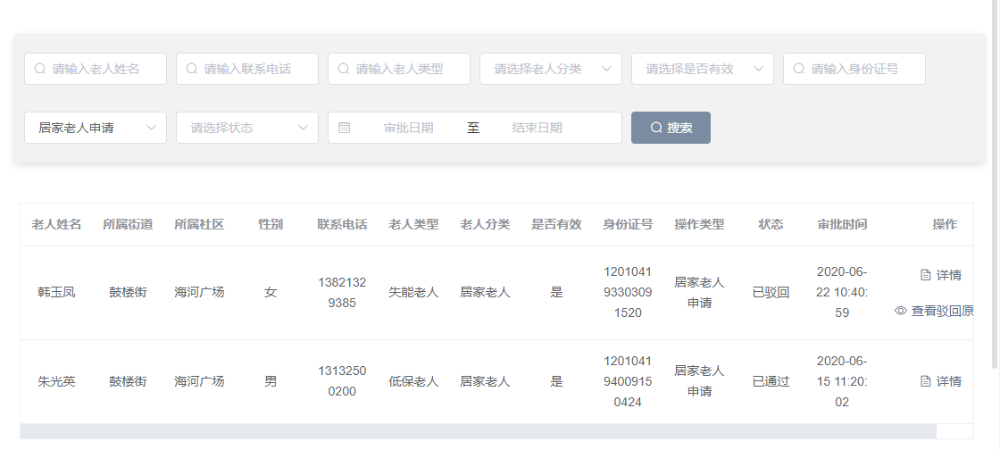 请输入老人姓名 请输入联系电话 请输入老人类型 请选择老人分类 请选择是否有效 请输入身份证号
居家老人申请 请选择状态 审批日期 至 结束日期 搜索
老人姓名 所属街道 所属社区 性别 联系电话 老人类型 老人分类 是否有效 身份证号 操作类型 状态 审批时间 操作
韩玉凤 鼓楼街 海河广场 女 13821329385 失能老人 居家老人 是 120104193303091520 居家老人申请 已驳回 2020-06-22 10:40:59 详情
查看驳回原
朱光英 鼓楼街 海河广场 男 13132500200 低保老人 居家老人 是 120104194009150424 居家老人申请 已通过 2020-06-15 11:20:02 详情